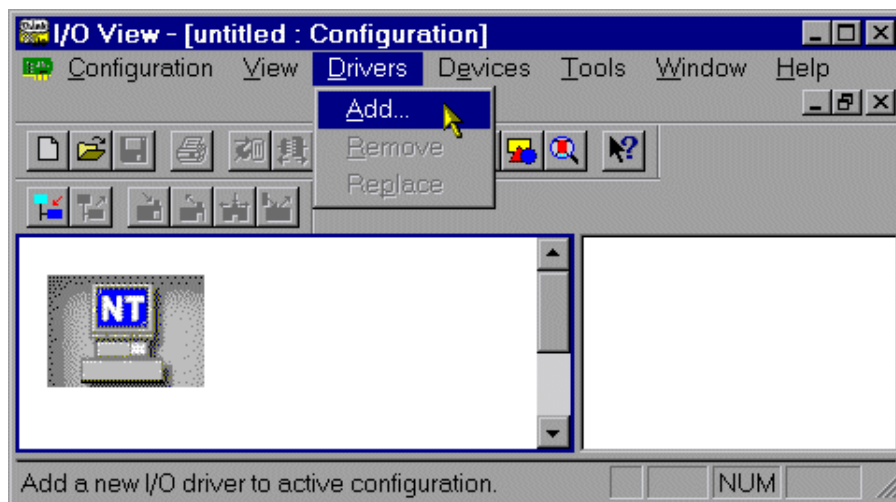 I/O View - [untitled : Configuration]
Configuration View Drivers Devices Tools Window Help
Add...
Remove
Replace
NT
Add a new I/O driver to active configuration.
NUM